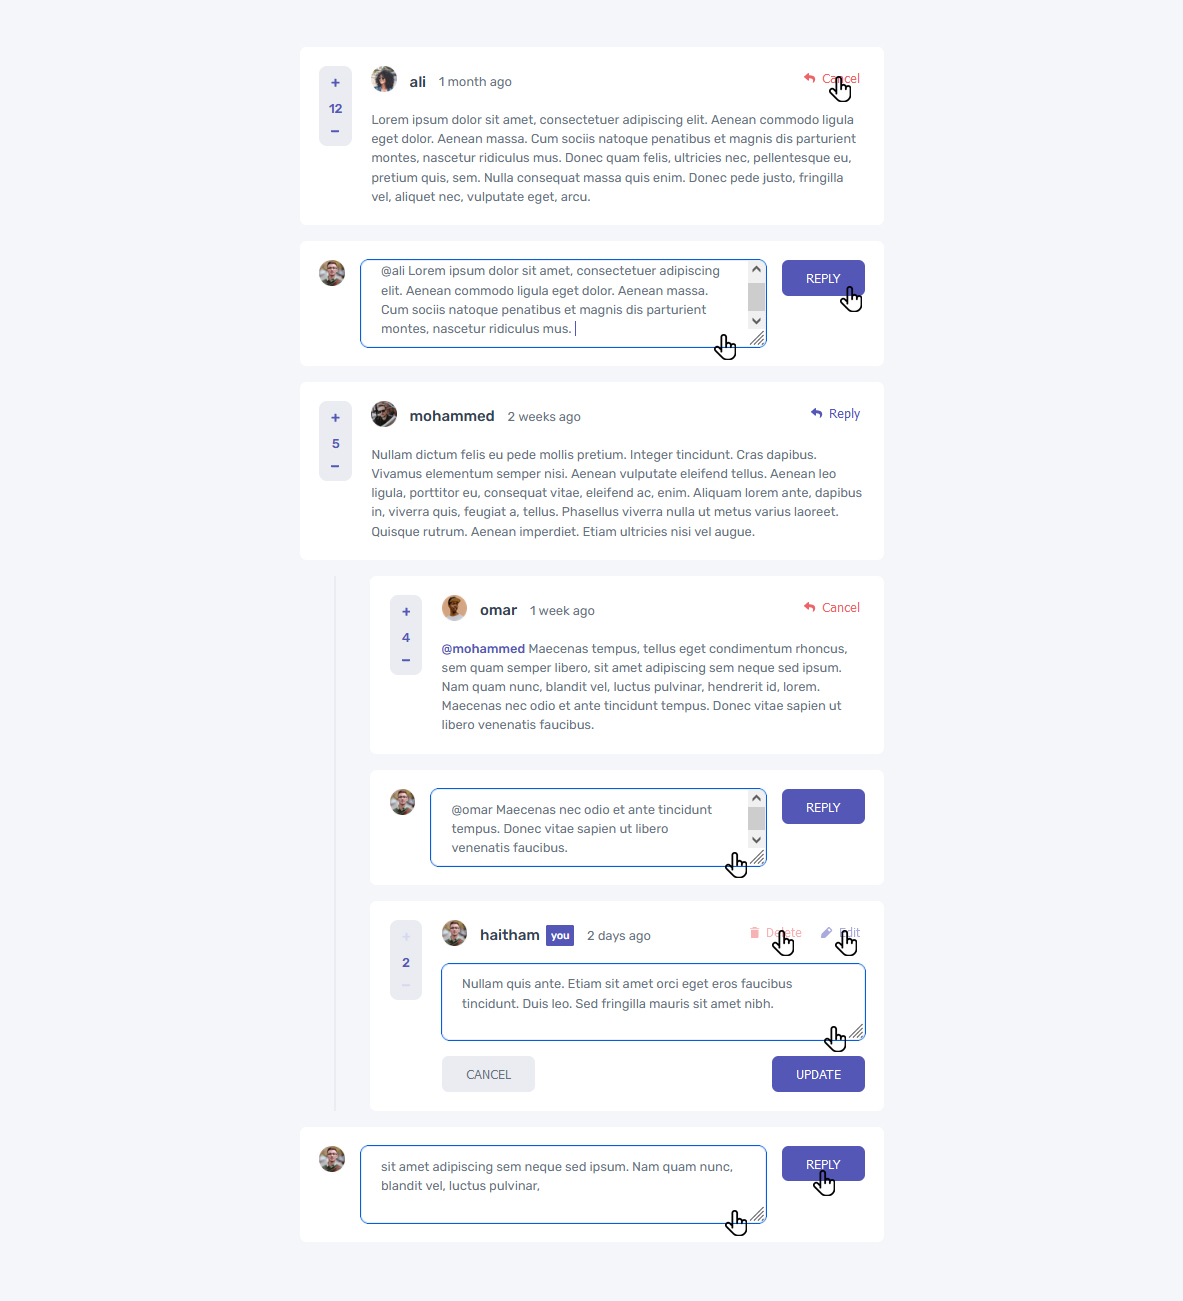 ali 1 month ago Cancel
+
12
−
Lorem ipsum dolor sit amet, consectetuer adipiscing elit. Aenean commodo ligula
eget dolor. Aenean massa. Cum sociis natoque penatibus et magnis dis parturient
montes, nascetur ridiculus mus. Donec quam felis, ultricies nec, pellentesque eu,
pretium quis, sem. Nulla consequat massa quis enim. Donec pede justo, fringilla
vel, aliquet nec, vulputate eget, arcu.
@ali Lorem ipsum dolor sit amet, consectetuer adipiscing
elit. Aenean commodo ligula eget dolor. Aenean massa.
Cum sociis natoque penatibus et magnis dis parturient
montes, nascetur ridiculus mus.
REPLY
mohammed 2 weeks ago Reply
+
5
−
Nullam dictum felis eu pede mollis pretium. Integer tincidunt. Cras dapibus.
Vivamus elementum semper nisi. Aenean vulputate eleifend tellus. Aenean leo
ligula, porttitor eu, consequat vitae, eleifend ac, enim. Aliquam lorem ante, dapibus
in, viverra quis, feugiat a, tellus. Phasellus viverra nulla ut metus varius laoreet.
Quisque rutrum. Aenean imperdiet. Etiam ultricies nisi vel augue.
omar 1 week ago Cancel
+
4
−
@mohammed Maecenas tempus, tellus eget condimentum rhoncus,
sem quam semper libero, sit amet adipiscing sem neque sed ipsum.
Nam quam nunc, blandit vel, luctus pulvinar, hendrerit id, lorem.
Maecenas nec odio et ante tincidunt tempus. Donec vitae sapien ut
libero venenatis faucibus.
@omar Maecenas nec odio et ante tincidunt
tempus. Donec vitae sapien ut libero
venenatis faucibus.
REPLY
haitham you 2 days ago Delete Edit
+
2
−
Nullam quis ante. Etiam sit amet orci eget eros faucibus
tincidunt. Duis leo. Sed fringilla mauris sit amet nibh.
CANCEL UPDATE
sit amet adipiscing sem neque sed ipsum. Nam quam nunc,
blandit vel, luctus pulvinar,
REPLY